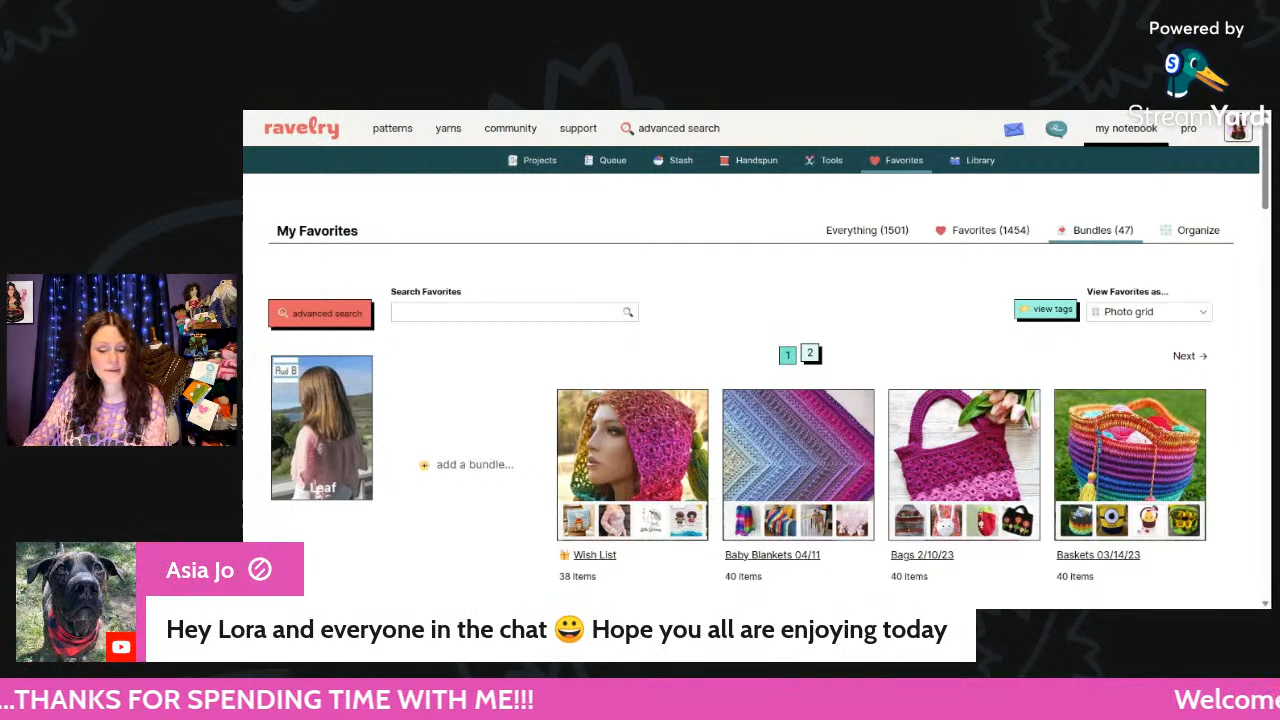 Powered by
StreamYard
ravelry
patterns
yarns
community
support
advanced search
my notebook
pro
Projects
Queue
Stash
Handspun
Tools
Favorites
Library
My Favorites
Everything (1501)
Favorites (1454)
Bundles (47)
Organize
Search Favorites
View Favorites as...
advanced search
view tags
Photo grid
1
2
Next →
Aud B
Leaf
add a bundle...
Wish List
38 items
Baby Blankets 04/11
40 items
Bags 2/10/23
40 items
Baskets 03/14/23
40 items
Asia Jo
Hey Lora and everyone in the chat 😀 Hope you all are enjoying today
...THANKS FOR SPENDING TIME WITH ME!!!
Welcome